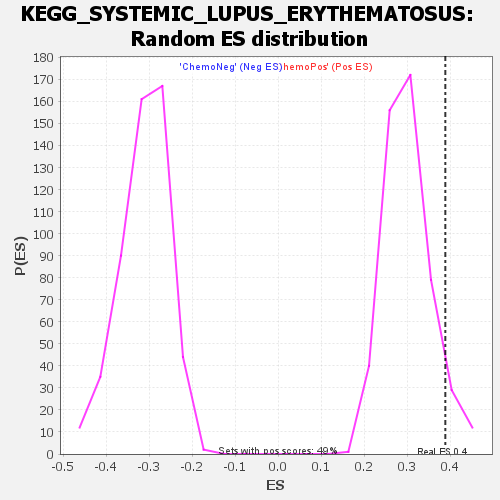 KEGG_SYSTEMIC_LUPUS_ERYTHEMATOSUS:
Random ES distribution
'ChemoNeg' (Neg ES)hemoPos' (Pos ES)
180
170
160
150
140
130
120
110
100
90
80
70
60
50
40
30
20
10
0
P(ES)
Sets with pos scores: 49%
Real ES 0.4
-0.5 -0.4 -0.3 -0.2 -0.1 0.0 0.1 0.2 0.3 0.4
ES